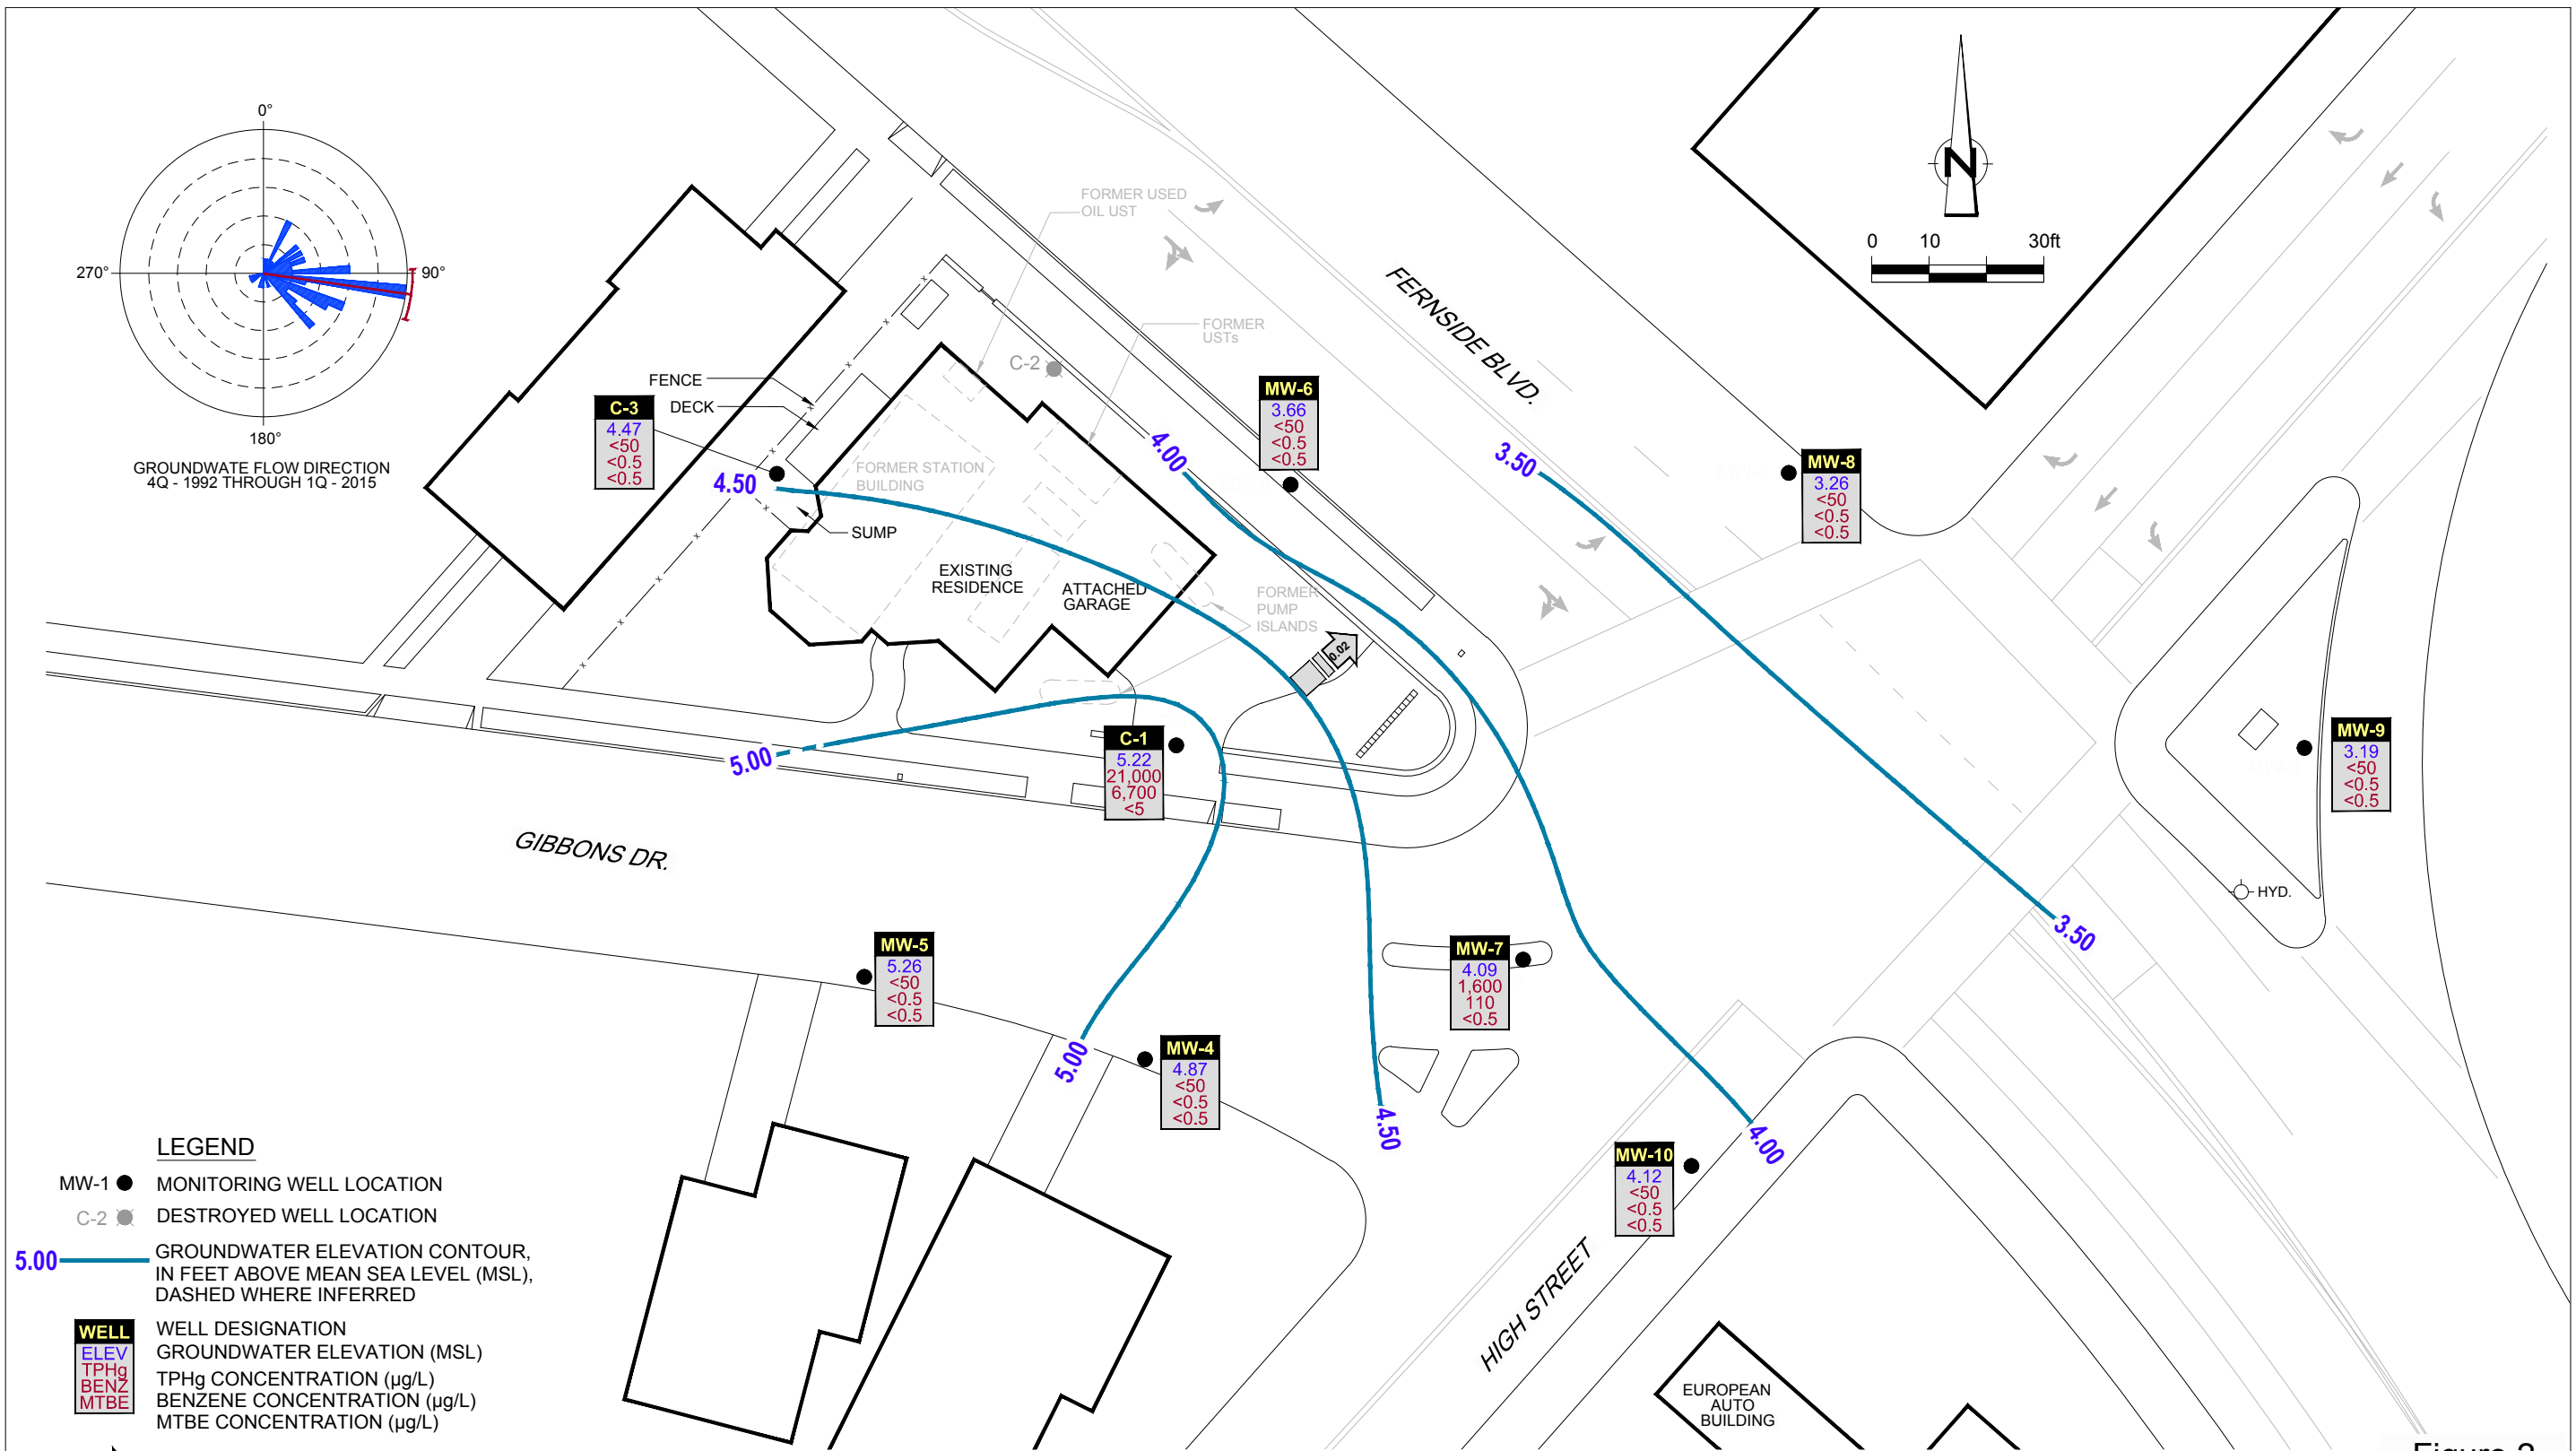 0°
270°
90°
180°
GROUNDWATE FLOW DIRECTION
4Q - 1992 THROUGH 1Q - 2015
FORMER USED
OIL UST
FORMER
USTs
C-2
FENCE
DECK
C-3
4.47
<50
<0.5
<0.5
4.50
FORMER STATION
BUILDING
SUMP
EXISTING
RESIDENCE
ATTACHED
GARAGE
FORMER
PUMP
ISLANDS
0.02
4.00
MW-6
3.66
<50
<0.5
<0.5
FERNSIDE BLVD.
3.50
N
0 10 30ft
MW-8
3.26
<50
<0.5
<0.5
MW-9
3.19
<50
<0.5
<0.5
HYD.
3.50
5.00
C-1
5.22
21,000
6,700
<5
GIBBONS DR.
MW-5
5.26
<50
<0.5
<0.5
5.00
MW-4
4.87
<50
<0.5
<0.5
MW-7
4.09
1,600
110
<0.5
4.50
4.00
MW-10
4.12
<50
<0.5
<0.5
HIGH STREET
EUROPEAN
AUTO
BUILDING
LEGEND
MW-1 MONITORING WELL LOCATION
C-2 DESTROYED WELL LOCATION
5.00 GROUNDWATER ELEVATION CONTOUR,
IN FEET ABOVE MEAN SEA LEVEL (MSL),
DASHED WHERE INFERRED
WELL WELL DESIGNATION
ELEV GROUNDWATER ELEVATION (MSL)
TPHg TPHg CONCENTRATION (µg/L)
BENZ BENZENE CONCENTRATION (µg/L)
MTBE MTBE CONCENTRATION (µg/L)